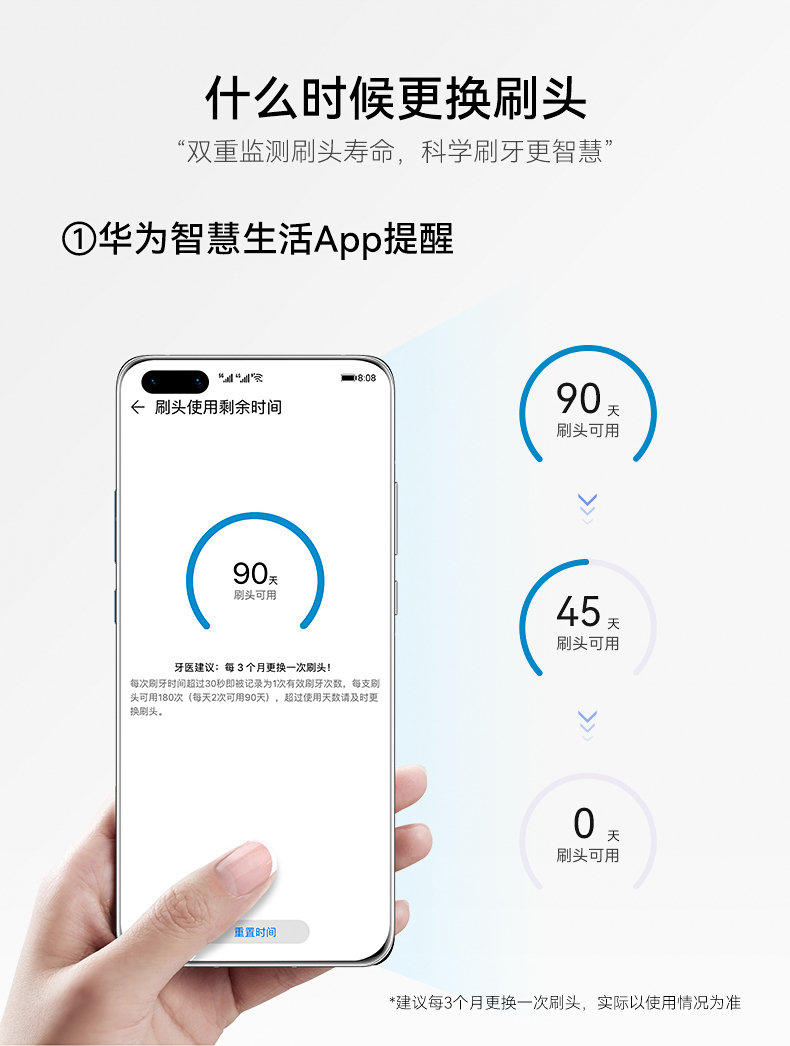 什么时候更换刷头
“双重监测刷头寿命，科学刷牙更智慧”
①华为智慧生活App提醒
8:08
← 刷头使用剩余时间
90天
刷头可用
牙医建议：每 3 个月更换一次刷头！
每次刷牙时间超过30秒即被记录为1次有效刷牙次数，每支刷
头可用180次（每天2次可用90天），超过使用天数请及时更
换刷头。
重置时间
90 天
刷头可用
45 天
刷头可用
0 天
刷头可用
*建议每3个月更换一次刷头，实际以使用情况为准